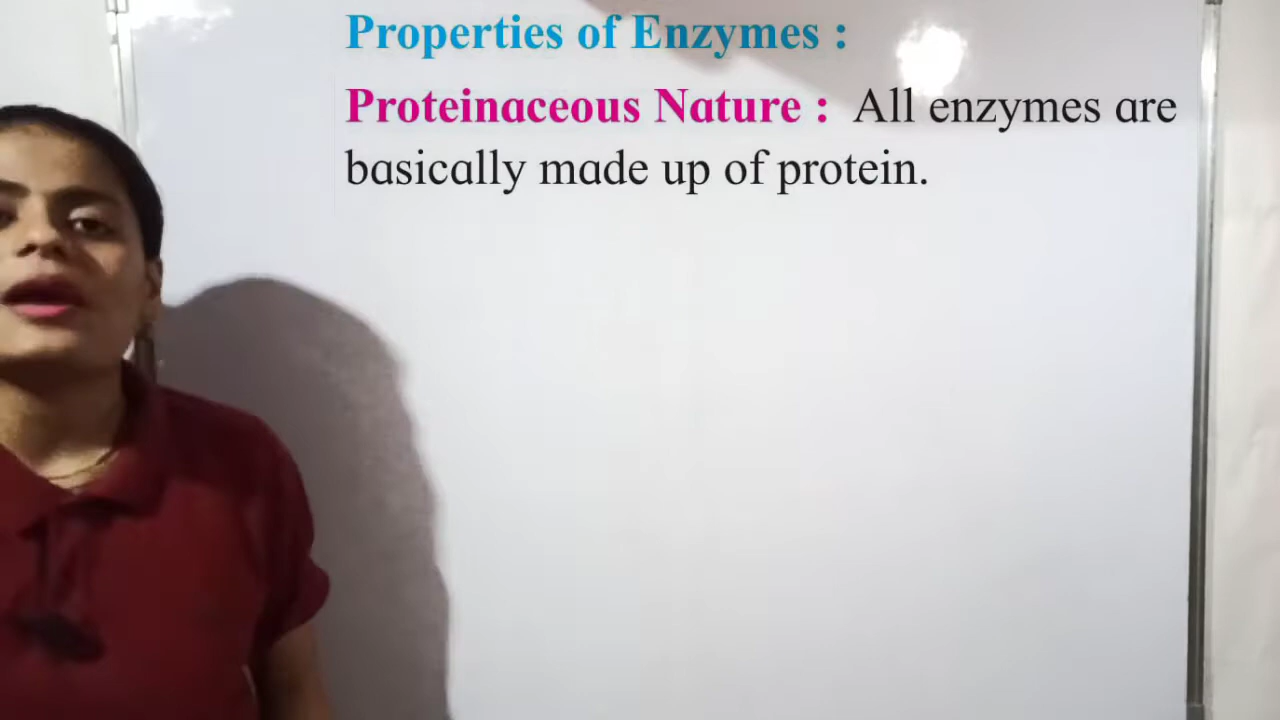 Properties of Enzymes :
Proteinaceous Nature : All enzymes are
basically made up of protein.